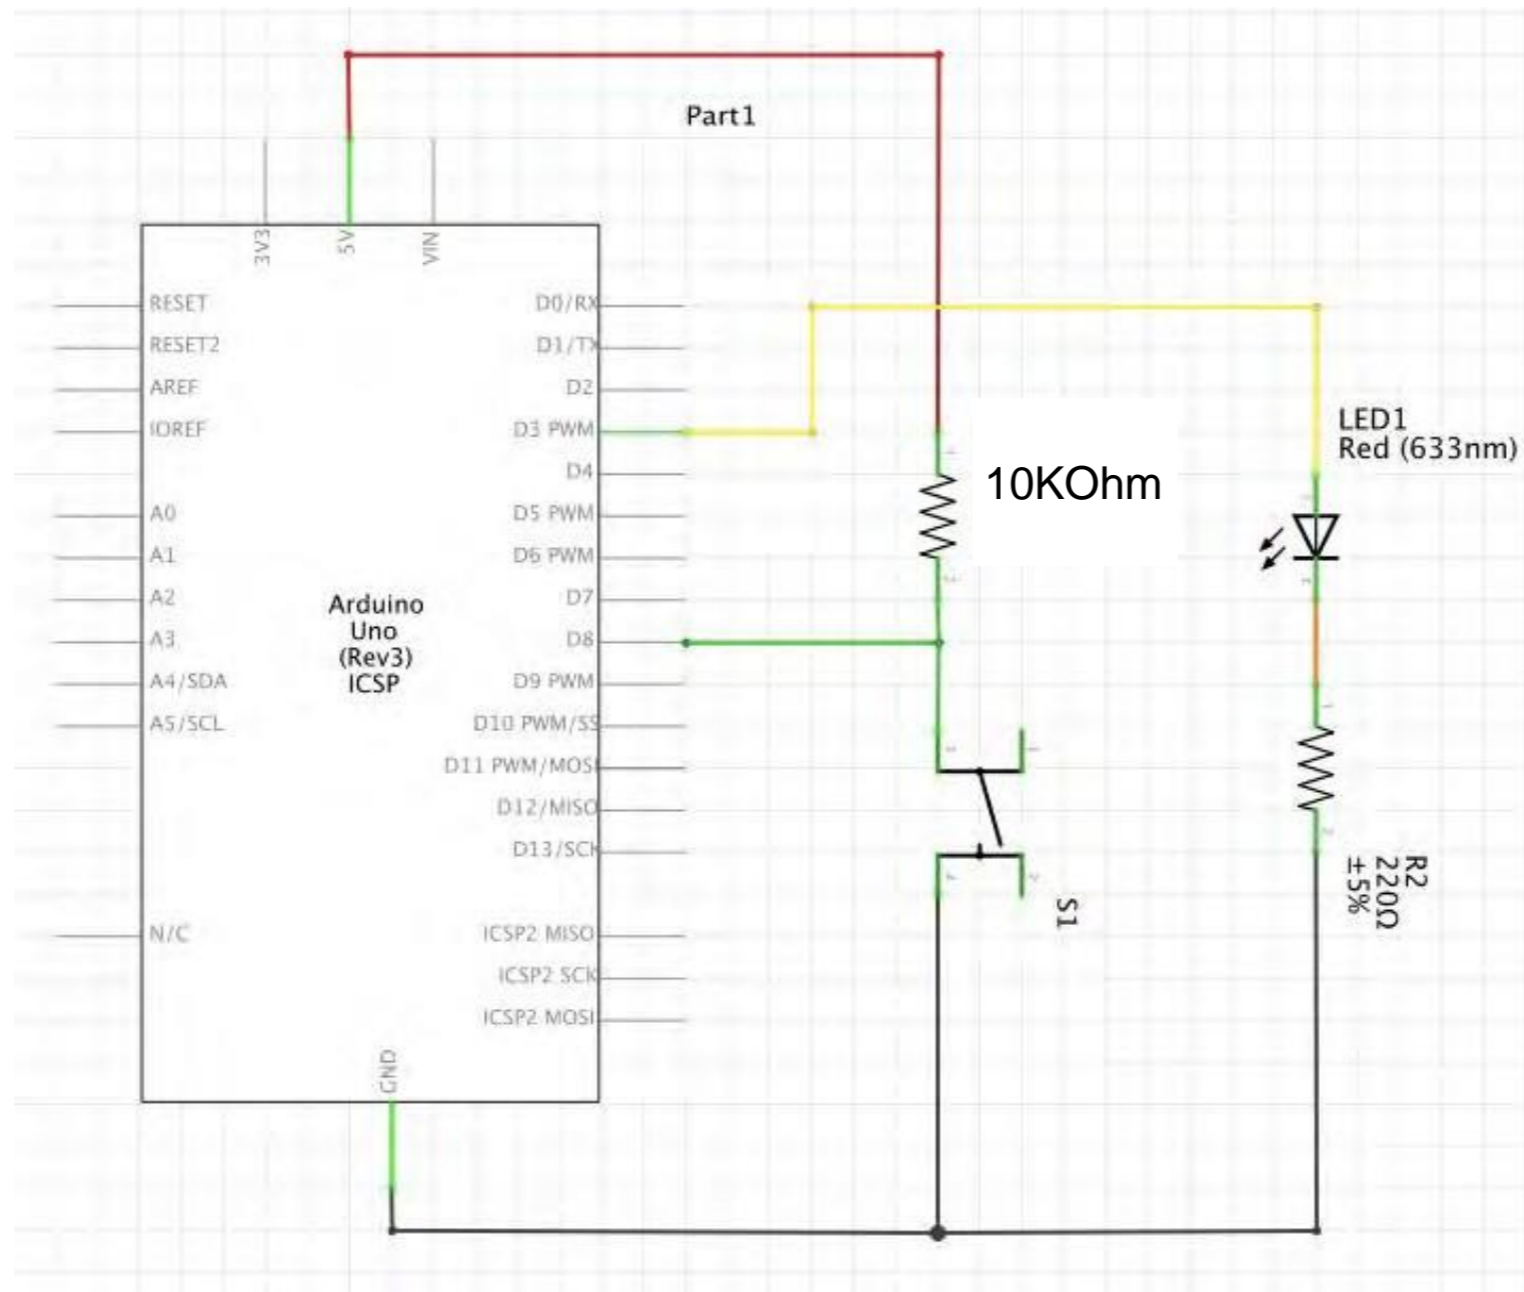 Part1
3V3
5V
VIN
RESET
RESET2
AREF
IOREF
A0
A1
A2
A3
A4/SDA
A5/SCL
N/C
Arduino
Uno
(Rev3)
ICSP
D0/RX
D1/TX
D2
D3 PWM
D4
D5 PWM
D6 PWM
D7
D8
D9 PWM
D10 PWM/SS
D11 PWM/MOSI
D12/MISO
D13/SCK
ICSP2 MISO
ICSP2 SCK
ICSP2 MOSI
GND
10KOhm
LED1
Red (633nm)
S1
R2
220Ω
±5%